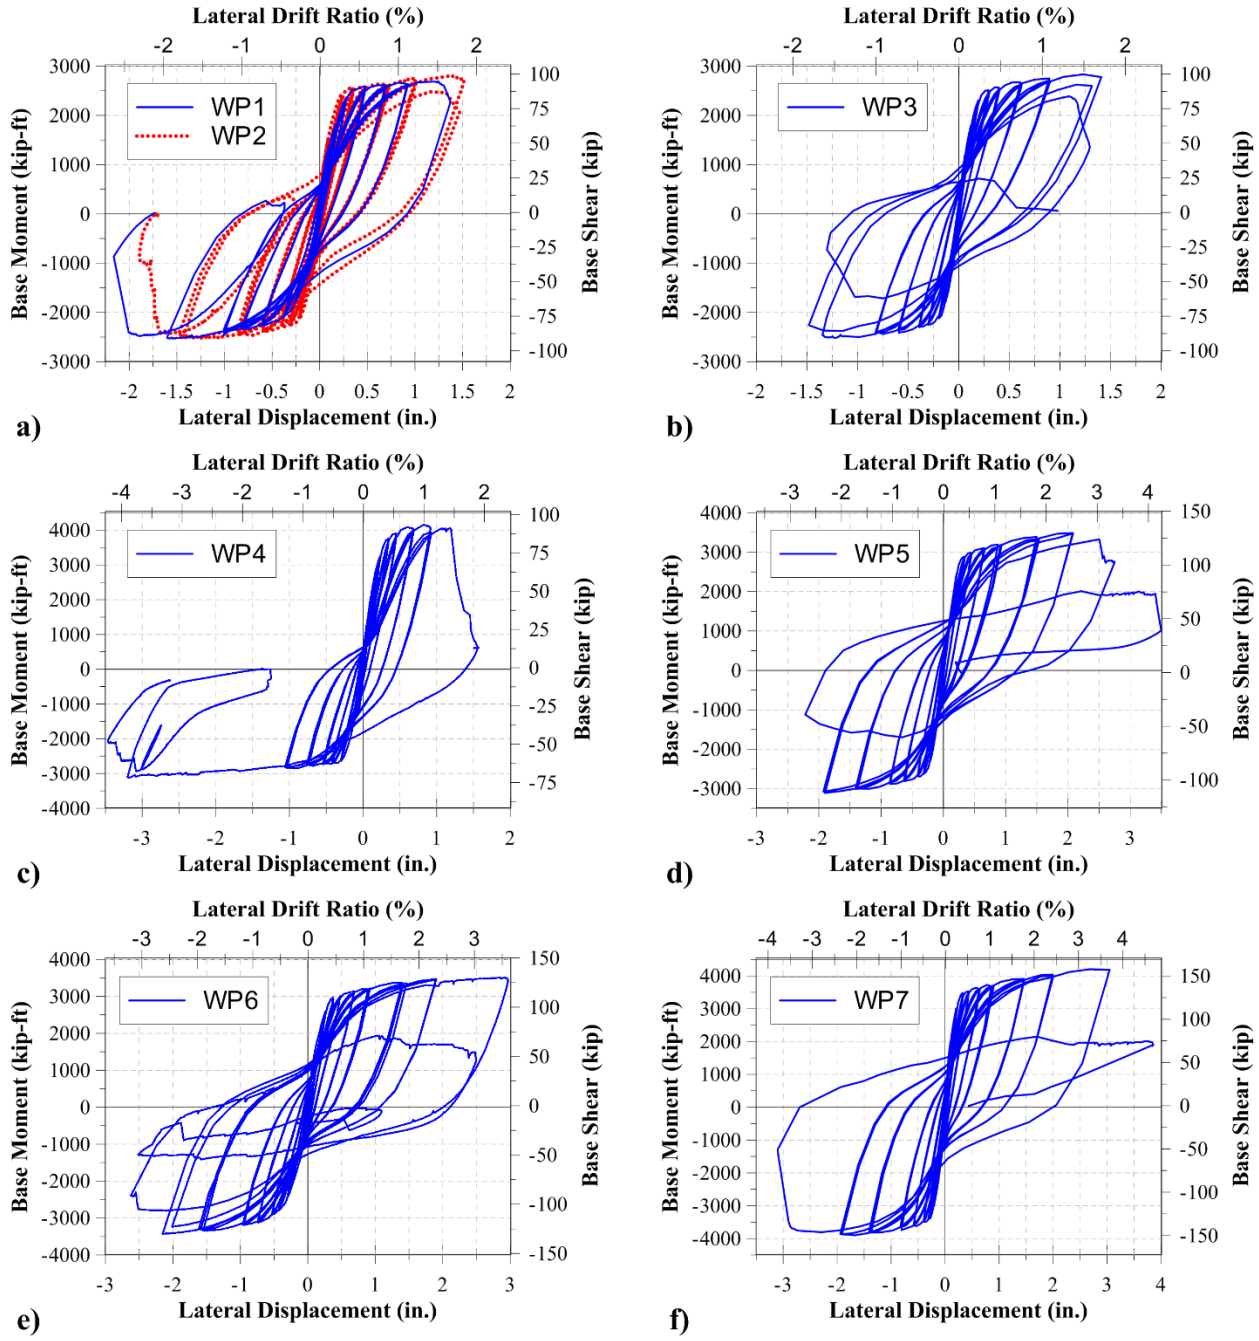 Lateral Drift Ratio (%)
-2 -1 0 1 2
3000 2000 1000 0 -1000 -2000 -3000
Base Moment (kip-ft)
WP1
WP2
100 75 50 25 0 -25 -50 -75 -100
Base Shear (kip)
-2 -1.5 -1 -0.5 0 0.5 1 1.5 2
Lateral Displacement (in.)
a)
Lateral Drift Ratio (%)
-2 -1 0 1 2
3000 2000 1000 0 -1000 -2000 -3000
Base Moment (kip-ft)
WP3
100 75 50 25 0 -25 -50 -75 -100
Base Shear (kip)
-2 -1.5 -1 -0.5 0 0.5 1 1.5 2
Lateral Displacement (in.)
b)
Lateral Drift Ratio (%)
-4 -3 -2 -1 0 1 2
4000 3000 2000 1000 0 -1000 -2000 -3000 -4000
Base Moment (kip-ft)
WP4
100 75 50 25 0 -25 -50 -75
Base Shear (kip)
-3 -2 -1 0 1 2
Lateral Displacement (in.)
c)
Lateral Drift Ratio (%)
-3 -2 -1 0 1 2 3 4
4000 3000 2000 1000 0 -1000 -2000 -3000
Base Moment (kip-ft)
WP5
150 100 50 0 -50 -100
Base Shear (kip)
-3 -2 -1 0 1 2 3
Lateral Displacement (in.)
d)
Lateral Drift Ratio (%)
-3 -2 -1 0 1 2 3
4000 3000 2000 1000 0 -1000 -2000 -3000 -4000
Base Moment (kip-ft)
WP6
150 100 50 0 -50 -100 -150
Base Shear (kip)
-3 -2 -1 0 1 2 3
Lateral Displacement (in.)
e)
Lateral Drift Ratio (%)
-4 -3 -2 -1 0 1 2 3 4
4000 3000 2000 1000 0 -1000 -2000 -3000 -4000
Base Moment (kip-ft)
WP7
150 100 50 0 -50 -100 -150
Base Shear (kip)
-3 -2 -1 0 1 2 3 4
Lateral Displacement (in.)
f)